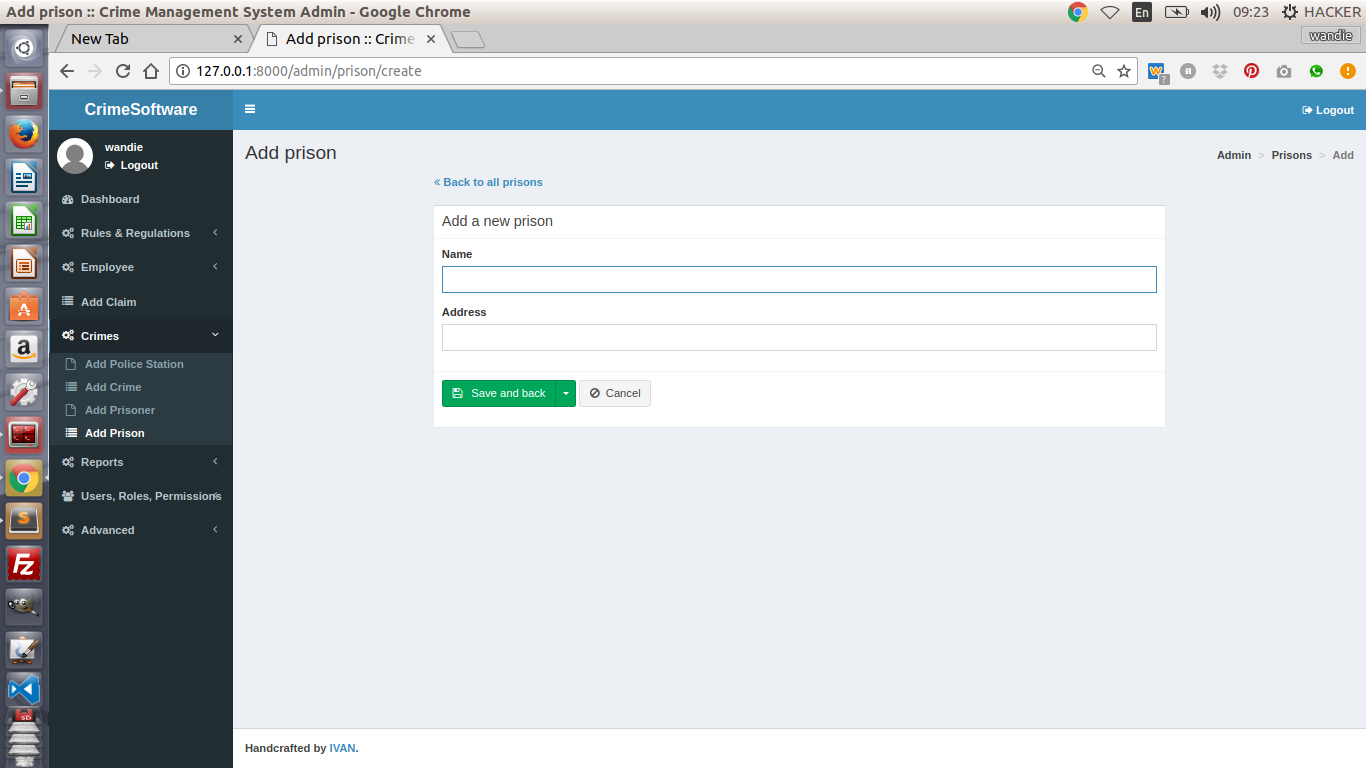 Add prison :: Crime Management System Admin - Google Chrome
En
09:23
HACKER
New Tab
Add prison :: Crime
wandie
127.0.0.1:8000/admin/prison/create
CrimeSoftware
Logout
wandie
Logout
Dashboard
Rules & Regulations
Employee
Add Claim
Crimes
Add Police Station
Add Crime
Add Prisoner
Add Prison
Reports
Users, Roles, Permissions
Advanced
Add prison
Admin > Prisons > Add
« Back to all prisons
Add a new prison
Name
Address
Save and back
Cancel
Handcrafted by IVAN.